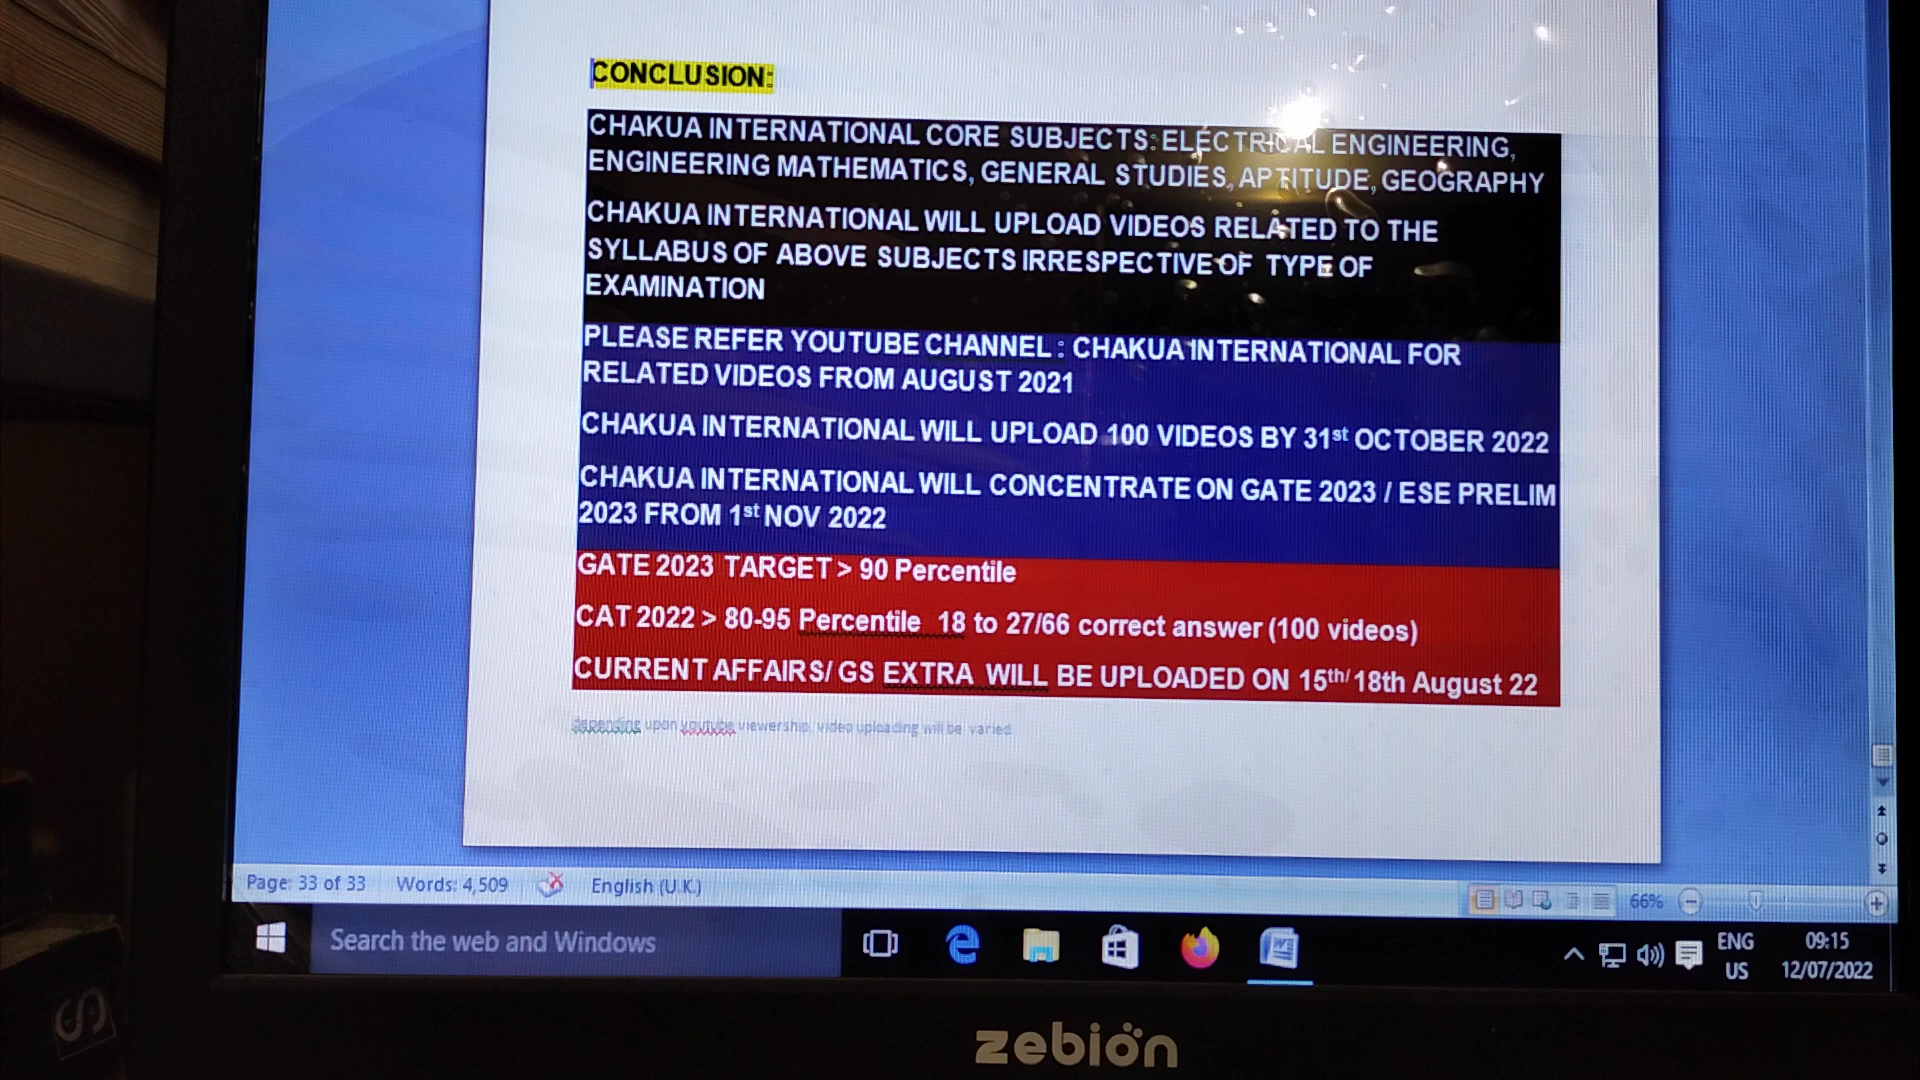 CONCLUSION:
CHAKUA INTERNATIONAL CORE SUBJECTS: ELECTRICAL ENGINEERING,
ENGINEERING MATHEMATICS, GENERAL STUDIES, APTITUDE, GEOGRAPHY
CHAKUA INTERNATIONAL WILL UPLOAD VIDEOS RELATED TO THE
SYLLABUS OF ABOVE SUBJECTS IRRESPECTIVE OF TYPE OF
EXAMINATION
PLEASE REFER YOUTUBE CHANNEL : CHAKUA INTERNATIONAL FOR
RELATED VIDEOS FROM AUGUST 2021
CHAKUA INTERNATIONAL WILL UPLOAD 100 VIDEOS BY 31st OCTOBER 2022
CHAKUA INTERNATIONAL WILL CONCENTRATE ON GATE 2023 / ESE PRELIM
2023 FROM 1st NOV 2022
GATE 2023 TARGET > 90 Percentile
CAT 2022 > 80-95 Percentile 18 to 27/66 correct answer (100 videos)
CURRENT AFFAIRS/ GS EXTRA WILL BE UPLOADED ON 15th/ 18th August 22
depending upon youtube viewership, video uploading will be varied
Page: 33 of 33 Words: 4,509 English (U.K.) 66%
Search the web and Windows
ENG 09:15
US 12/07/2022
zebion